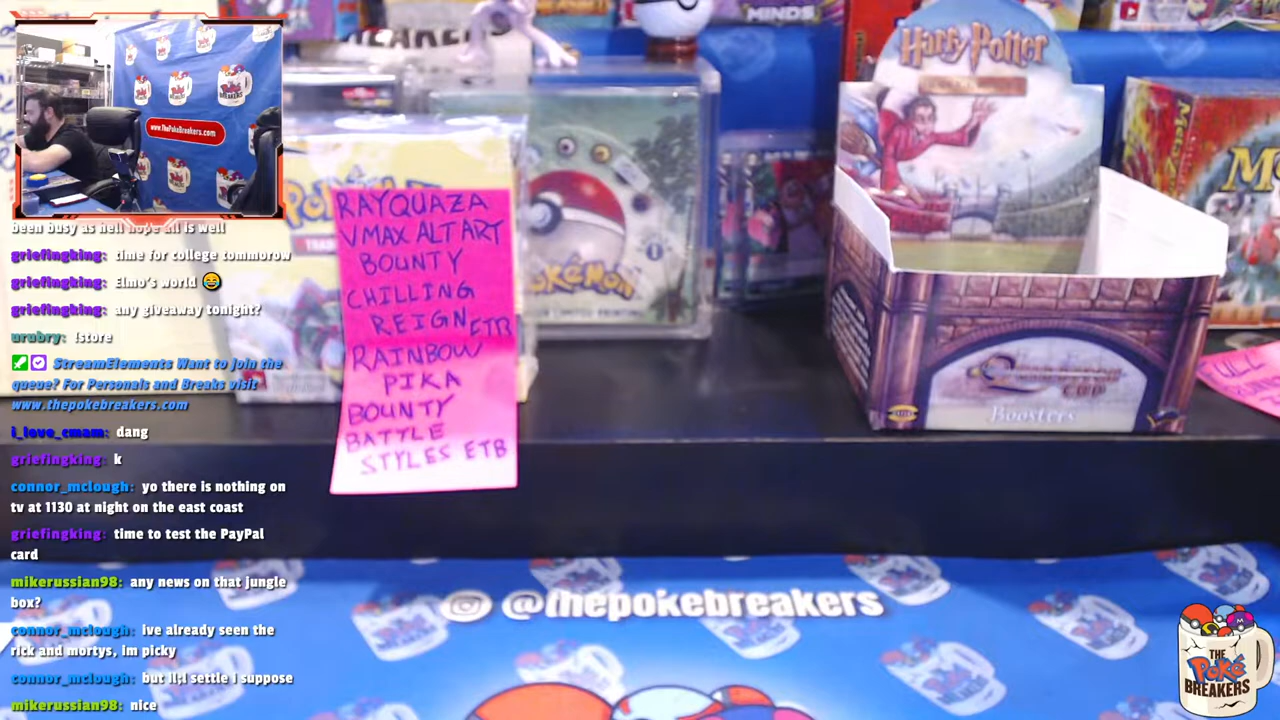 www.ThePokeBreakers.com
been busy as hell hope all is well
griefingking: time for college tomorrow
griefingking: Elmo's world
griefingking: any giveaway tonight?
urubry: !store
StreamElements Want to join the
queue? For Personals and Breaks visit
www.thepokebreakers.com
i_love_cmam: dang
griefingking: k
connor_mclough: yo there is nothing on
tv at 1130 at night on the east coast
griefingking: time to test the PayPal
card
mikerussian98: any news on that jungle
box?
connor_mclough: ive already seen the
rick and mortys, im picky
connor_mclough: but il;l settle i suppose
mikerussian98: nice
MINDS
RAYQUAZA
VMAX ALT ART
BOUNTY
CHILLING
REIGN ETB
RAINBOW
PIKA
BOUNTY
BATTLE
STYLES ETB
Pokémon
Harry Potter
CUP
Boosters
@thepokebreakers
THE
Poké
BREAKERS